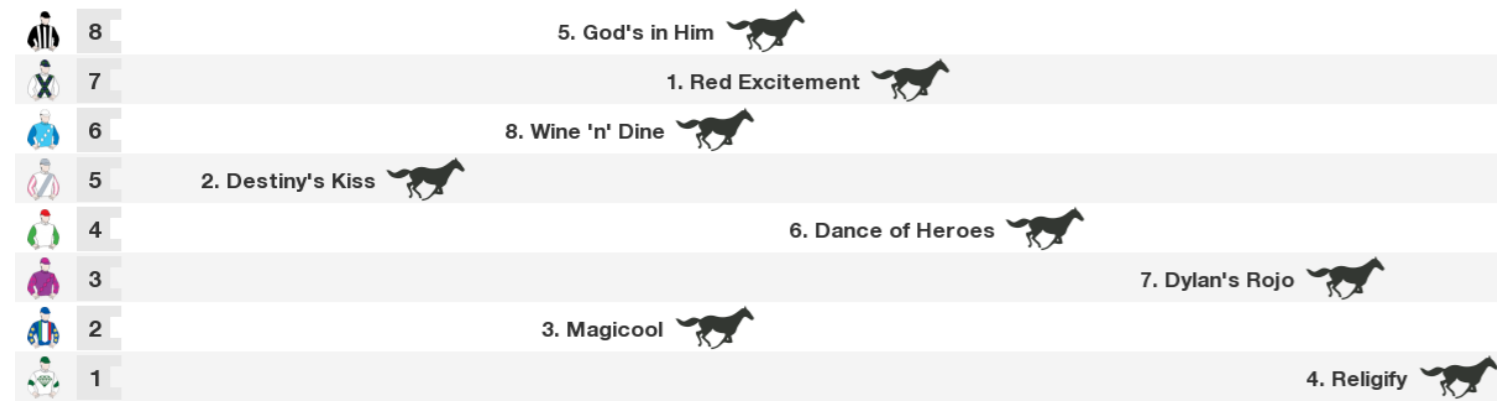 8 5. God's in Him
7 1. Red Excitement
6 8. Wine 'n' Dine
5 2. Destiny's Kiss
4 6. Dance of Heroes
3 7. Dylan's Rojo
2 3. Magicool
1 4. Religify